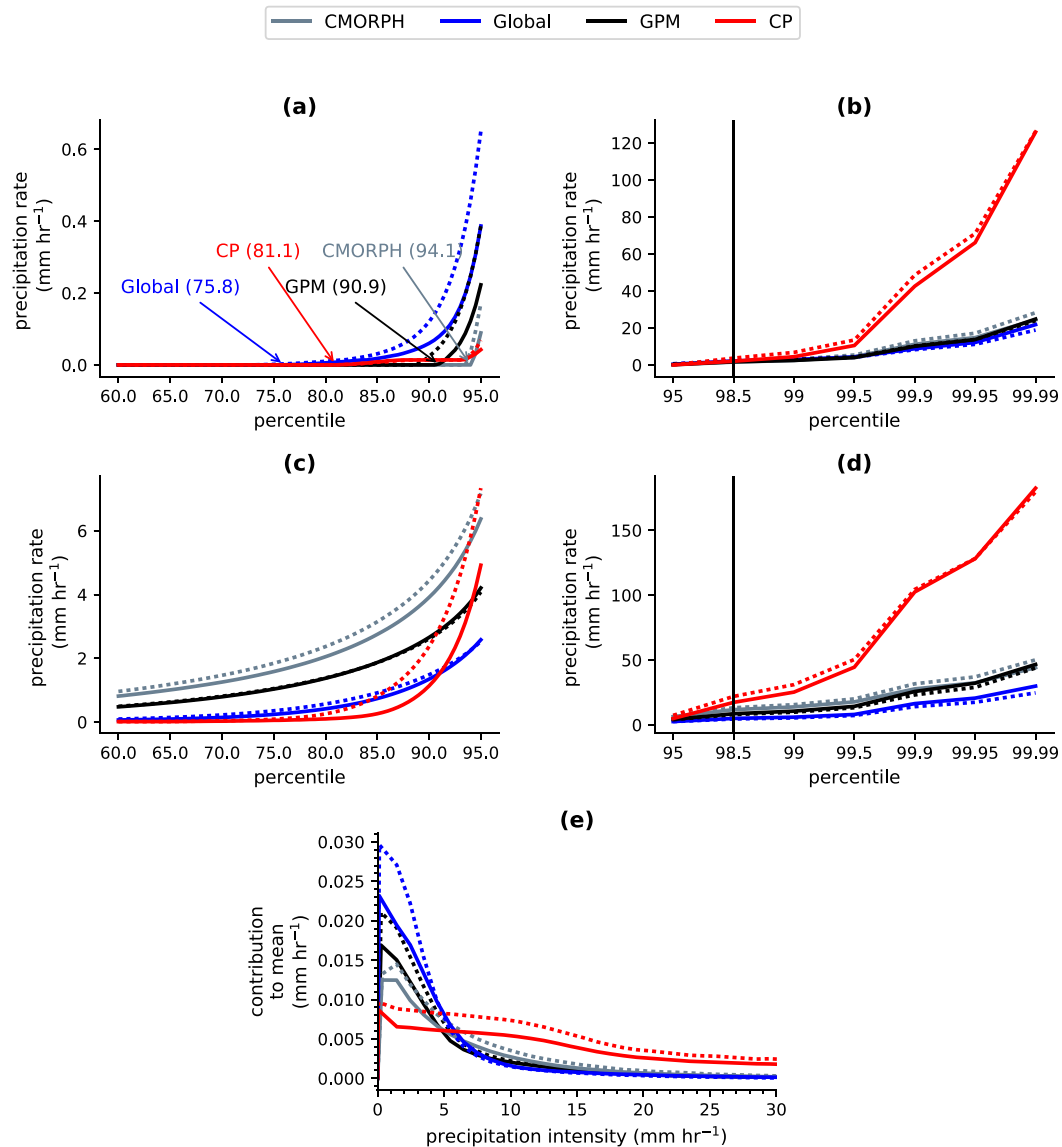 CMORPH Global GPM CP
(a)
precipitation rate
(mm hr⁻¹)
0.6
0.4
0.2
0.0
CP (81.1)
CMORPH (94.1)
Global (75.8)
GPM (90.9)
60.0 65.0 70.0 75.0 80.0 85.0 90.0 95.0
percentile
(b)
precipitation rate
(mm hr⁻¹)
120
100
80
60
40
20
0
95 98.5 99 99.5 99.9 99.95 99.99
percentile
(c)
precipitation rate
(mm hr⁻¹)
6
4
2
0
60.0 65.0 70.0 75.0 80.0 85.0 90.0 95.0
percentile
(d)
precipitation rate
(mm hr⁻¹)
150
100
50
0
95 98.5 99 99.5 99.9 99.95 99.99
percentile
(e)
contribution
to mean
(mm hr⁻¹)
0.030
0.025
0.020
0.015
0.010
0.005
0.000
0 5 10 15 20 25 30
precipitation intensity (mm hr⁻¹)